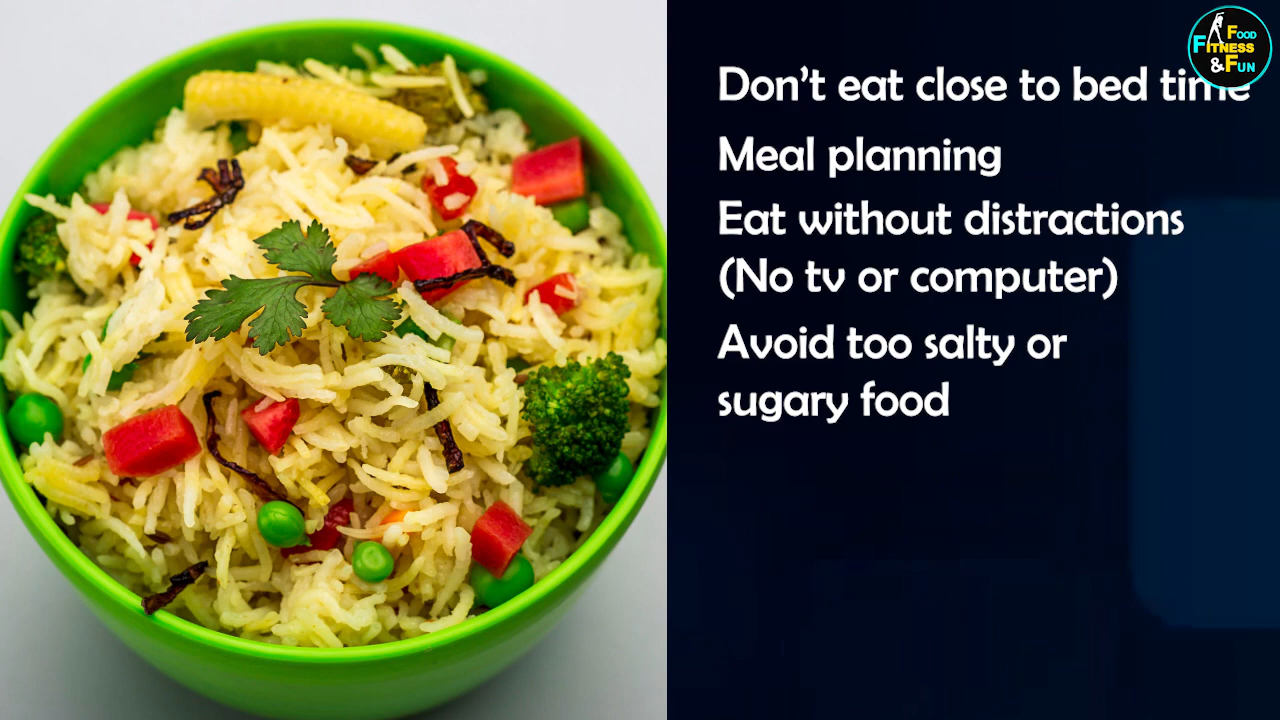 Food
Fitness
& Fun
Don't eat close to bed time
Meal planning
Eat without distractions
(No tv or computer)
Avoid too salty or
sugary food